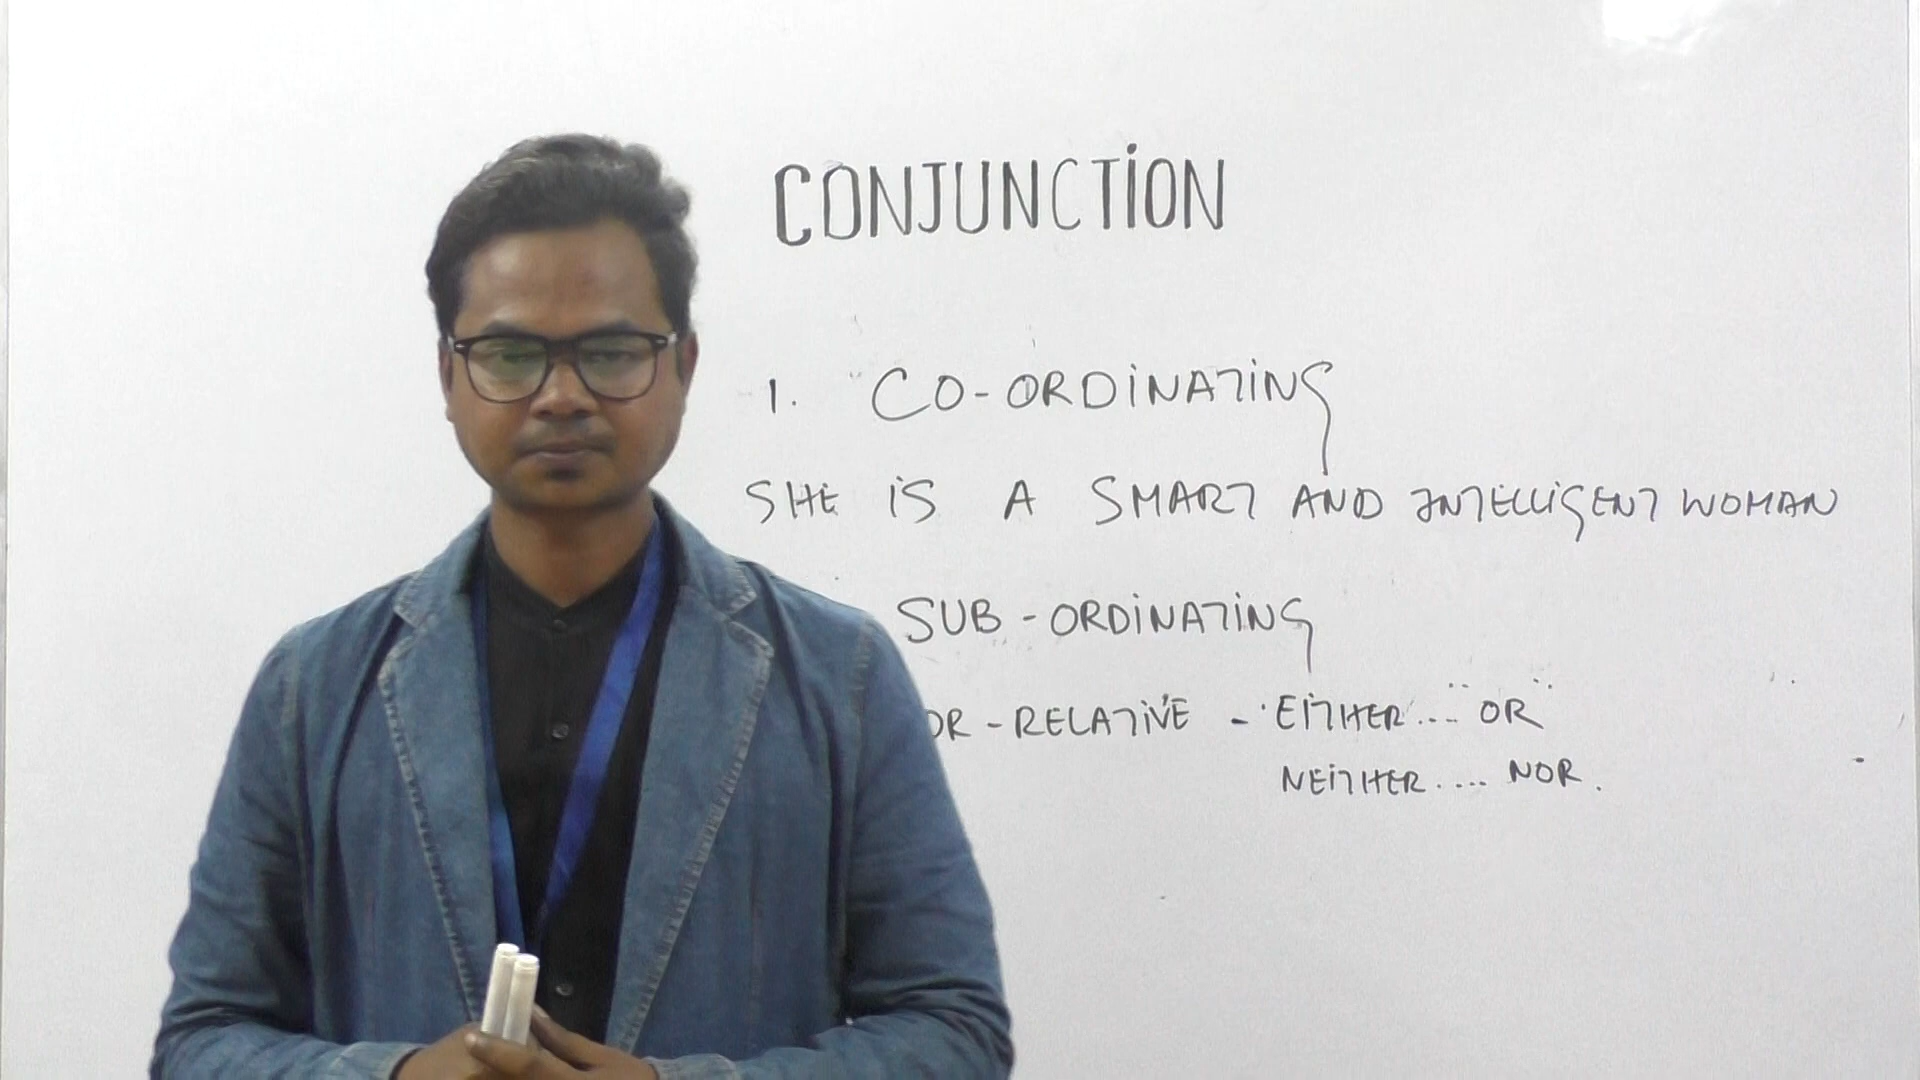 CONJUNCTION
1. CO-ORDINATING
SHE IS A SMART AND INTELLIGENT WOMAN
SUB-ORDINATING
OR-RELATIVE - "EITHER".... "OR"
NEITHER .... NOR.